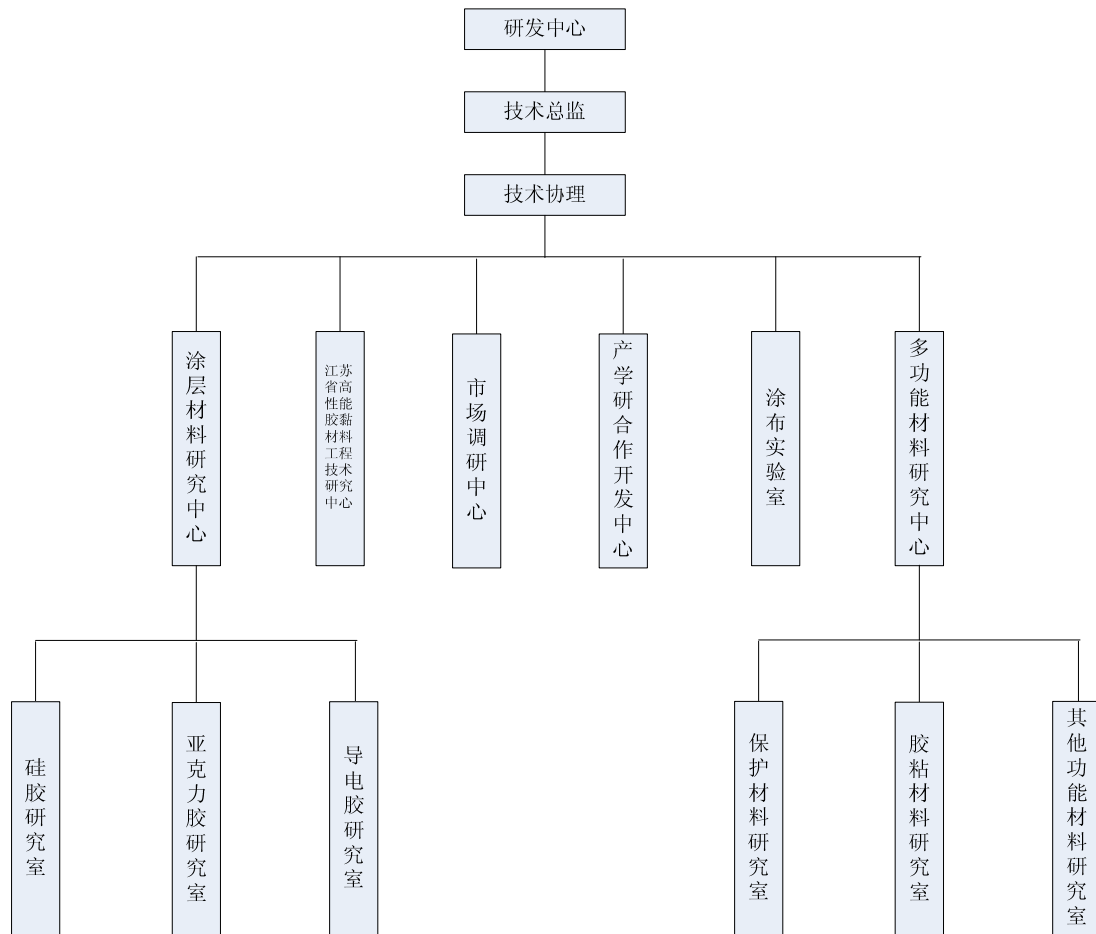 研发中心
技术总监
技术协理
涂层材料研究中心
江苏省高性能胶黏材料工程技术研究中心
市场调研中心
产学研合作开发中心
涂布实验室
多功能材料研究中心
硅胶研究室
亚克力胶研究室
导电胶研究室
保护材料研究室
胶粘材料研究室
其他功能材料研究室